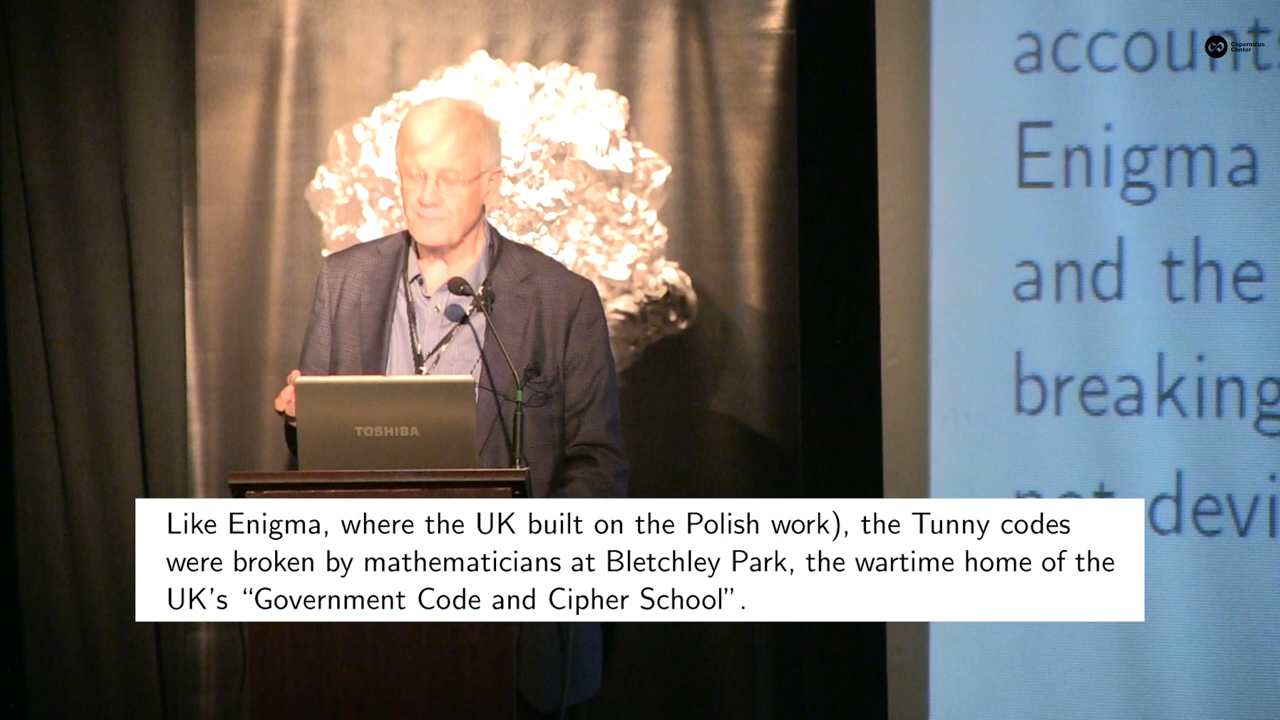 Copernicus
Center
accounts
Enigma
and the
breaking
devi
TOSHIBA
Like Enigma, where the UK built on the Polish work), the Tunny codes
were broken by mathematicians at Bletchley Park, the wartime home of the
UK's “Government Code and Cipher School”.